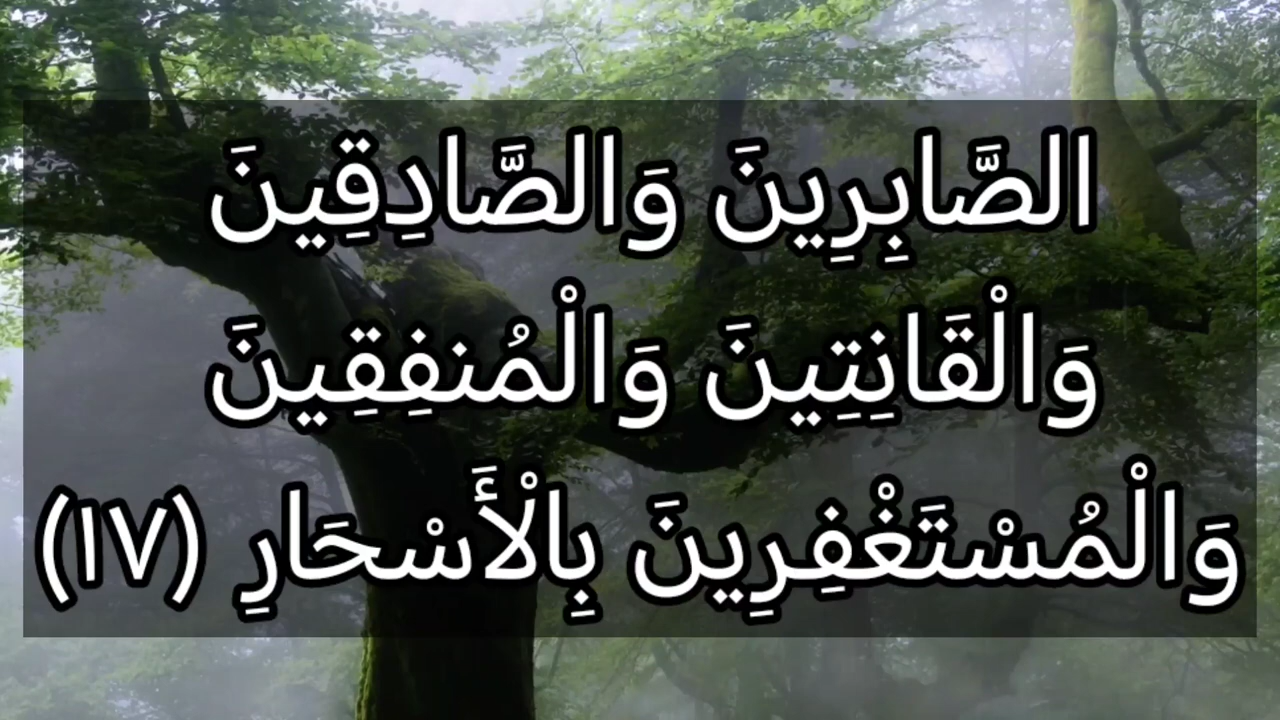 الصَّابِرِينَ وَالصَّادِقِينَ
وَالْقَانِتِينَ وَالْمُنفِقِينَ
وَالْمُسْتَغْفِرِينَ بِالْأَسْحَارِ (١٧)